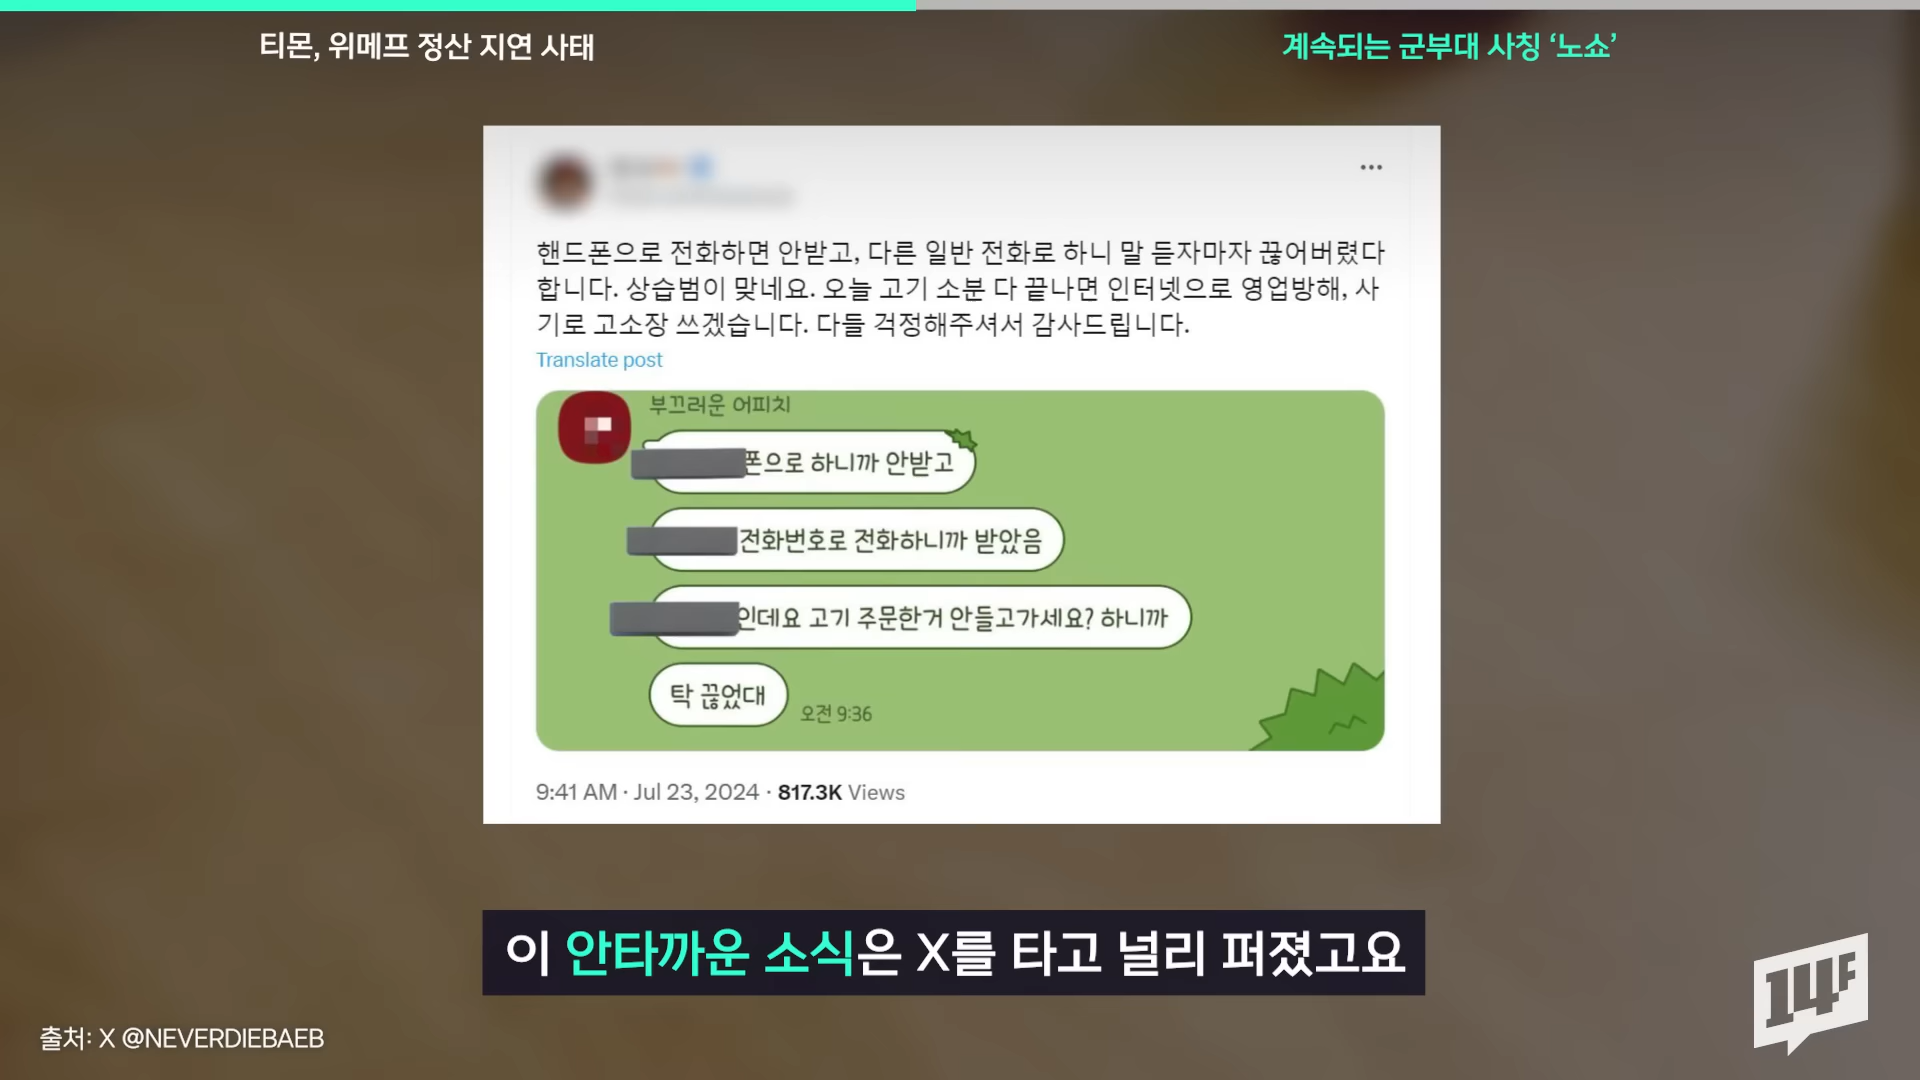 티몬, 위메프 정산 지연 사태
계속되는 군부대 사칭 ‘노쇼’
핸드폰으로 전화하면 안받고, 다른 일반 전화로 하니 말 듣자마자 끊어버렸다
합니다. 상습범이 맞네요. 오늘 고기 소분 다 끝나면 인터넷으로 영업방해, 사
기로 고소장 쓰겠습니다. 다들 걱정해주셔서 감사드립니다.
Translate post
부끄러운 어피치
폰으로 하니까 안받고
전화번호로 전화하니까 받았음
인데요 고기 주문한거 안들고가세요? 하니까
탁 끊었대
오전 9:36
9:41 AM · Jul 23, 2024 · 817.3K Views
이 안타까운 소식은 X를 타고 널리 퍼졌고요
출처: X @NEVERDIEBAEB
14F